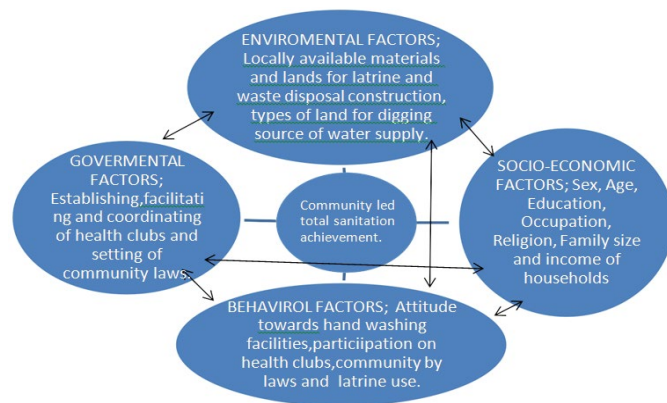 ENVIROMENTAL FACTORS;
Locally available materials
and lands for latrine and
waste disposal construction,
types of land for digging
source of water supply.
GOVERMENTAL
FACTORS;
Establishing,facilitati
ng and coordinating
of health clubs and
setting of
community laws.
Community led
total sanitation
achievement.
SOCIO-ECONOMIC
FACTORS; Sex, Age,
Education,
Occupation,
Religion, Family size
and income of
households
BEHAVIROL FACTORS; Attitude
towards hand washing
facilities,particiipation on
health clubs,community by
laws and latrine use.